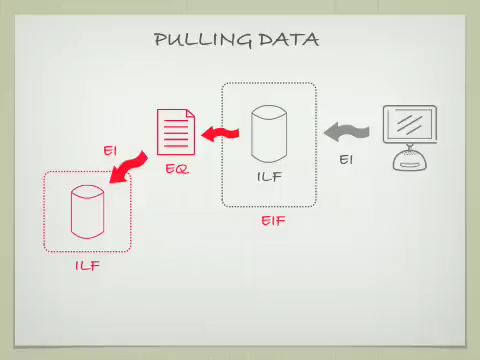 PULLING DATA
EI
EQ
EI
ILF
EIF
ILF